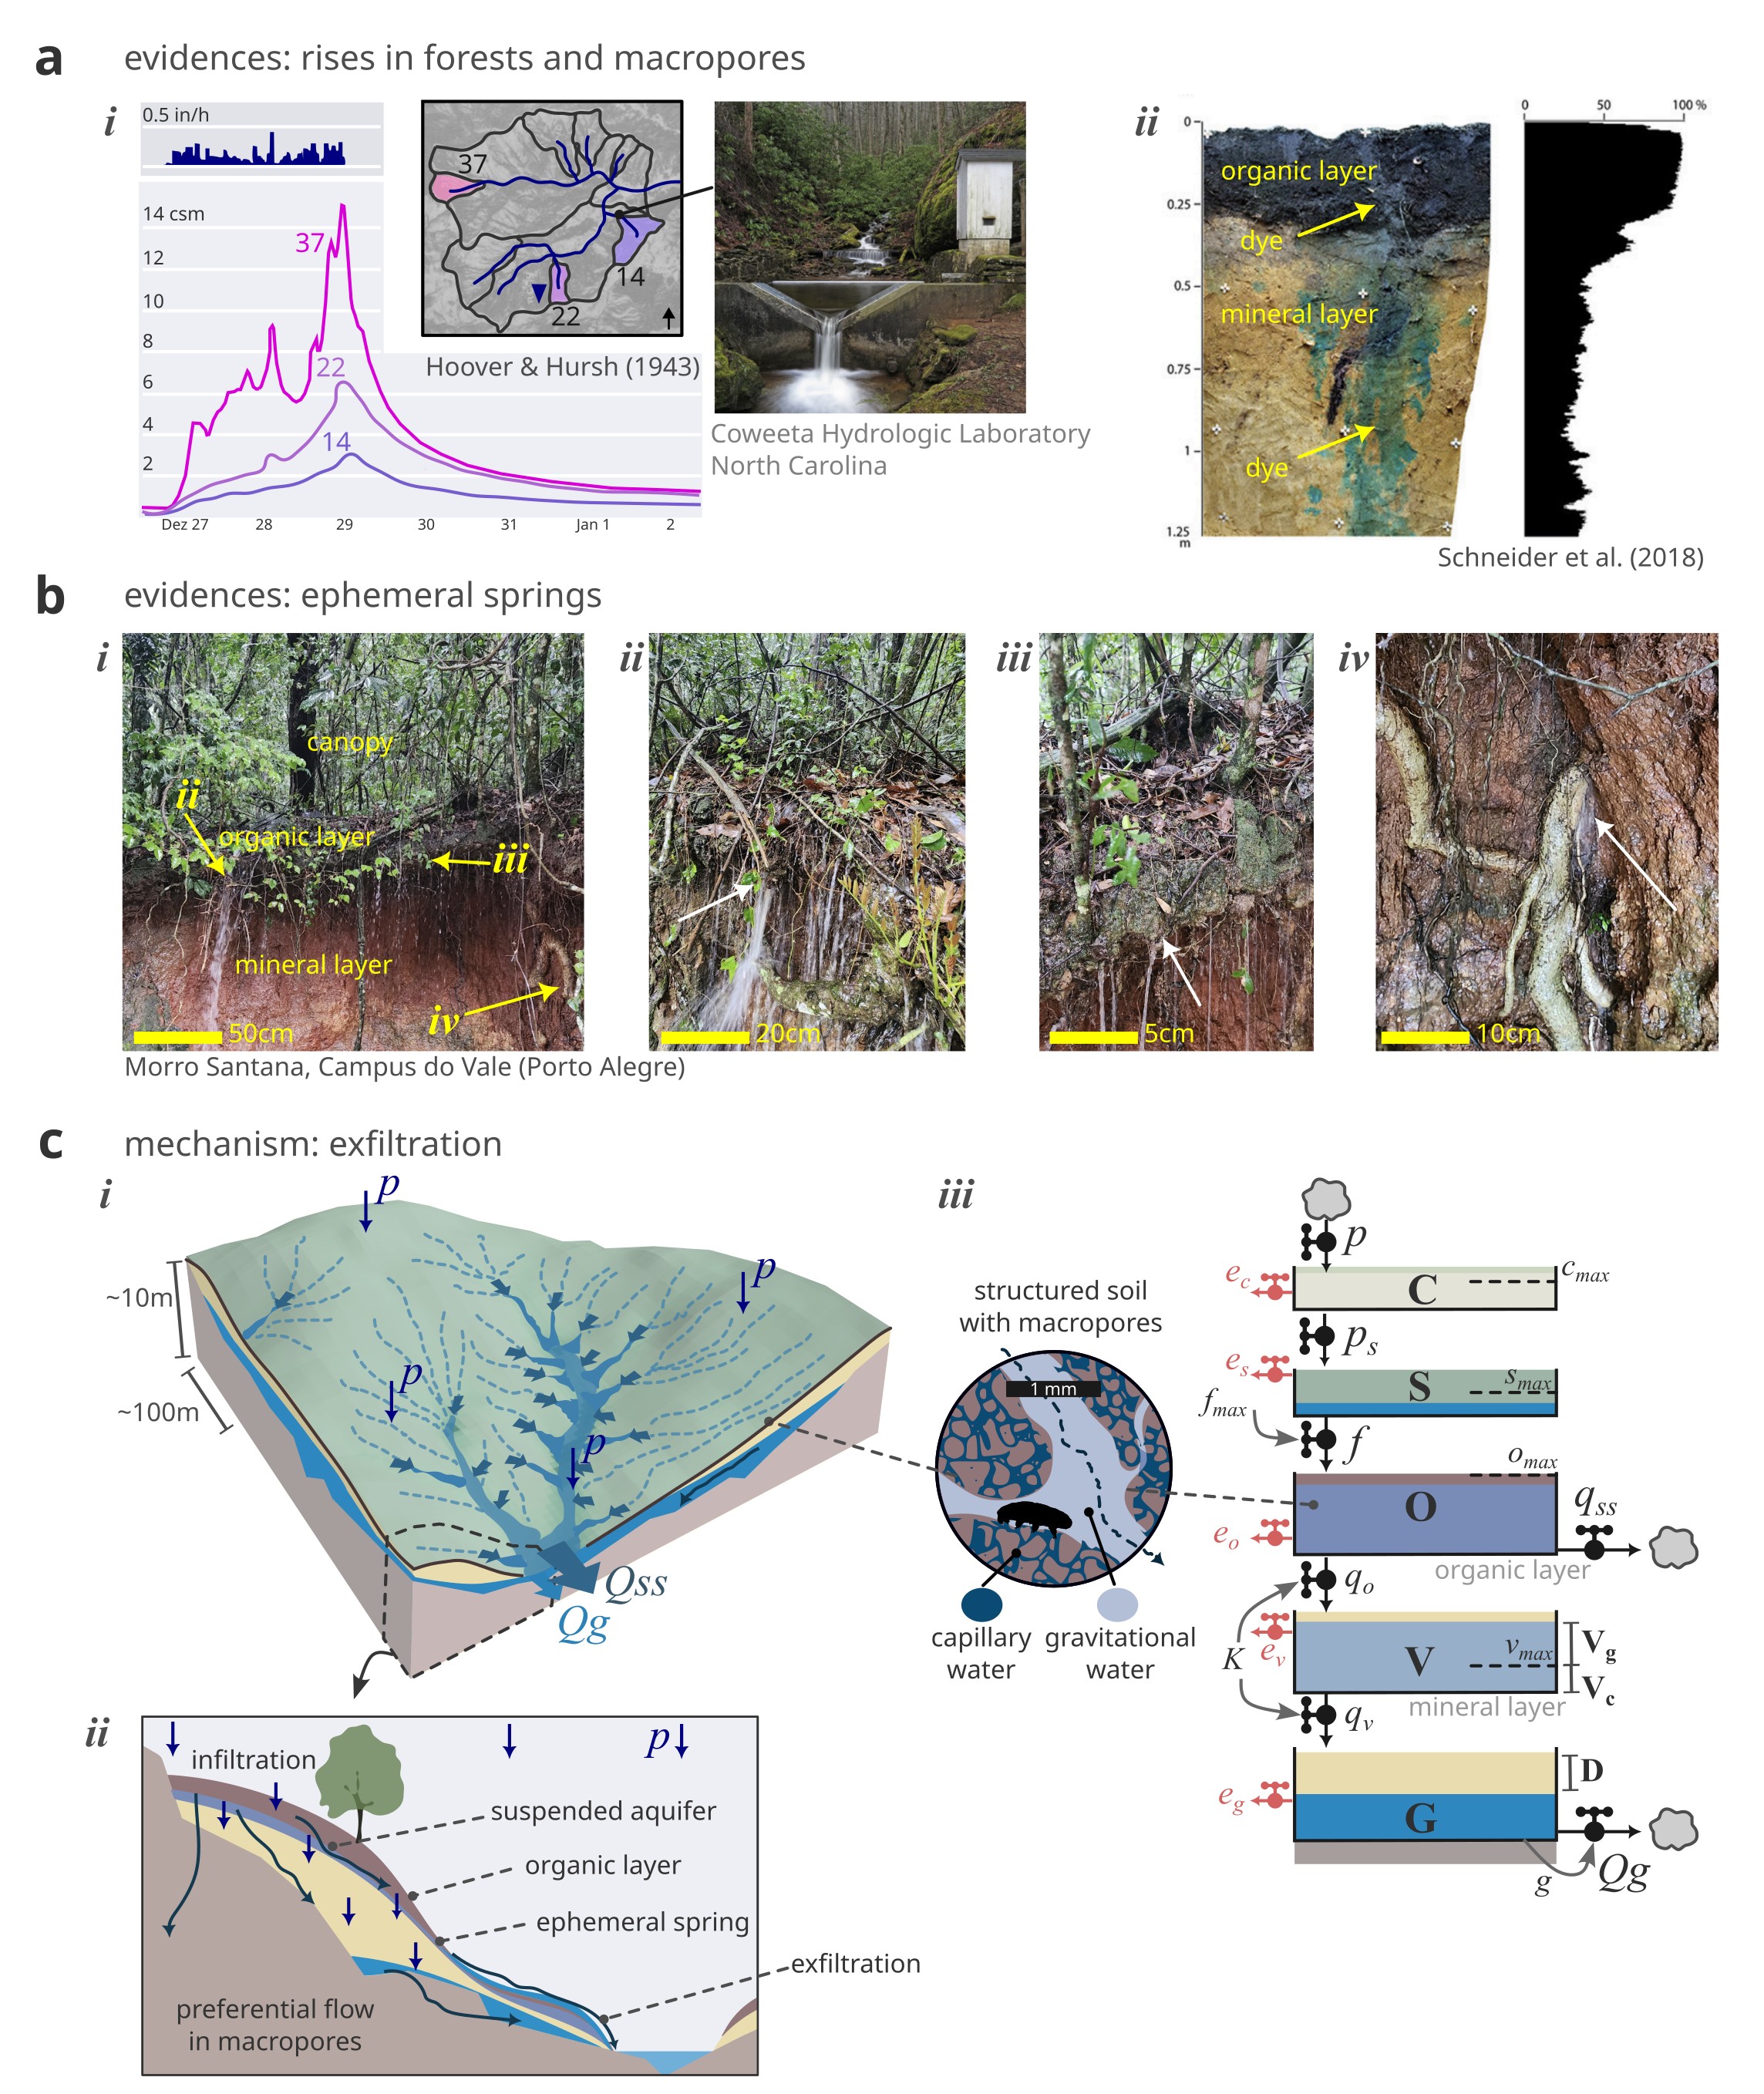 a
evidences: rises in forests and macropores
i
0.5 in/h
14 csm
12
10
8
6
4
2
37
22
14
Dez 27
28
29
30
31
Jan 1
2
37
14
22
Hoover & Hursh (1943)
Coweeta Hydrologic Laboratory
North Carolina
ii
0
0.25
0.5
0.75
1
1.25
m
organic layer
dye
mineral layer
dye
0
50
100 %
Schneider et al. (2018)
b
evidences: ephemeral springs
i
canopy
ii
organic layer
iii
mineral layer
iv
50cm
ii
20cm
iii
5cm
iv
10cm
Morro Santana, Campus do Vale (Porto Alegre)
c
mechanism: exfiltration
i
p
p
p
p
~10m
~100m
Qss
Qg
ii
p
infiltration
suspended aquifer
organic layer
ephemeral spring
exfiltration
preferential flow
in macropores
iii
structured soil
with macropores
1 mm
capillary
water
gravitational
water
p
ec
C
cmax
ps
es
S
smax
fmax
f
omax
O
qss
eo
organic layer
qo
K
ev
V
vmax
Vg
Vc
mineral layer
qv
D
eg
G
g
Qg